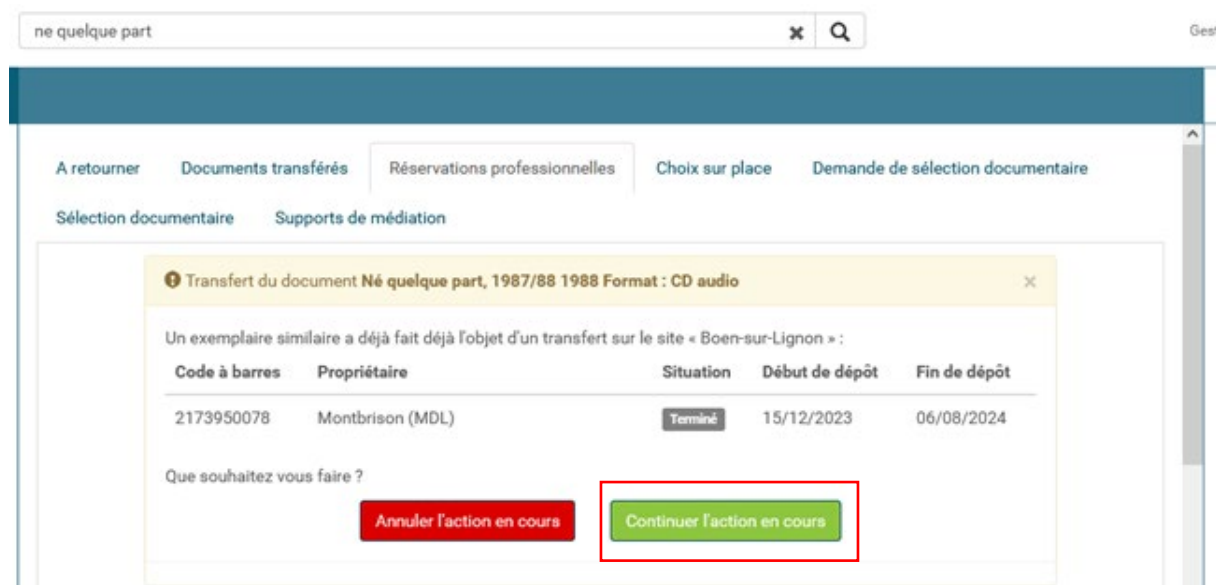 ne quelque part
A retourner Documents transférés Réservations professionnelles Choix sur place Demande de sélection documentaire
Sélection documentaire Supports de médiation
Transfert du document Né quelque part, 1987/88 1988 Format : CD audio
Un exemplaire similaire a déjà fait déjà l'objet d'un transfert sur le site « Boen-sur-Lignon » :
Code à barres Propriétaire Situation Début de dépôt Fin de dépôt
2173950078 Montbrison (MDL) Terminé 15/12/2023 06/08/2024
Que souhaitez vous faire ?
Annuler l'action en cours Continuer l'action en cours